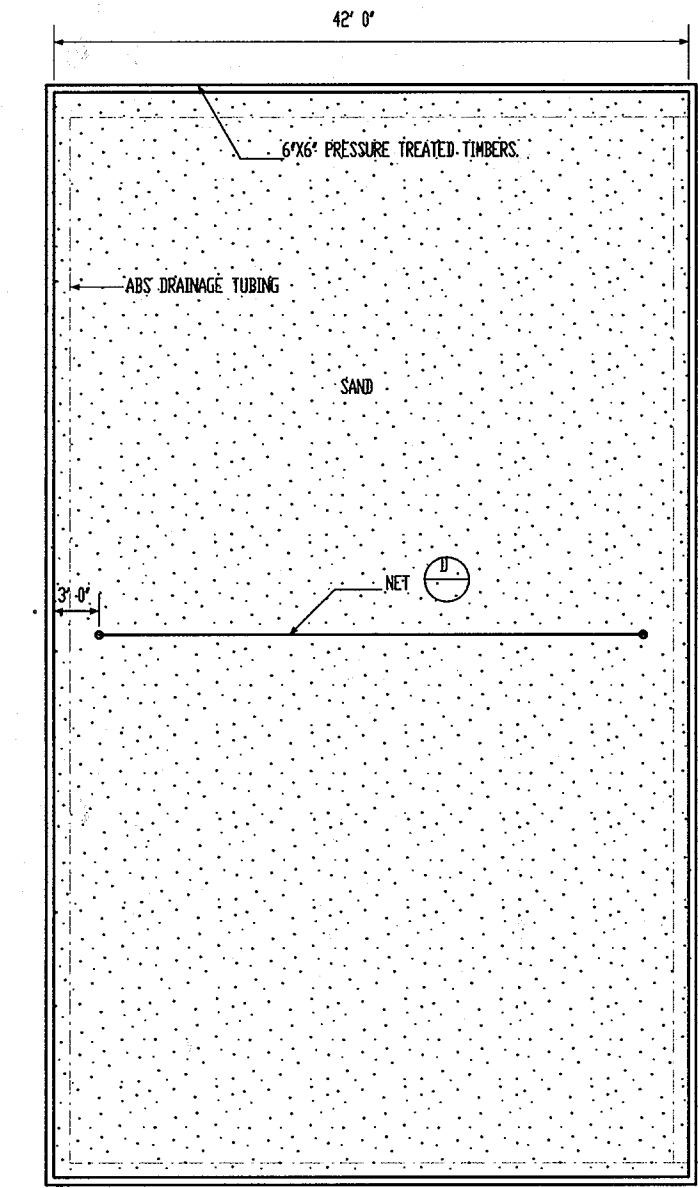 42' 0"
6"X6" PRESSURE TREATED TIMBERS
ABS DRAINAGE TUBING
SAND
NET
3' 0"